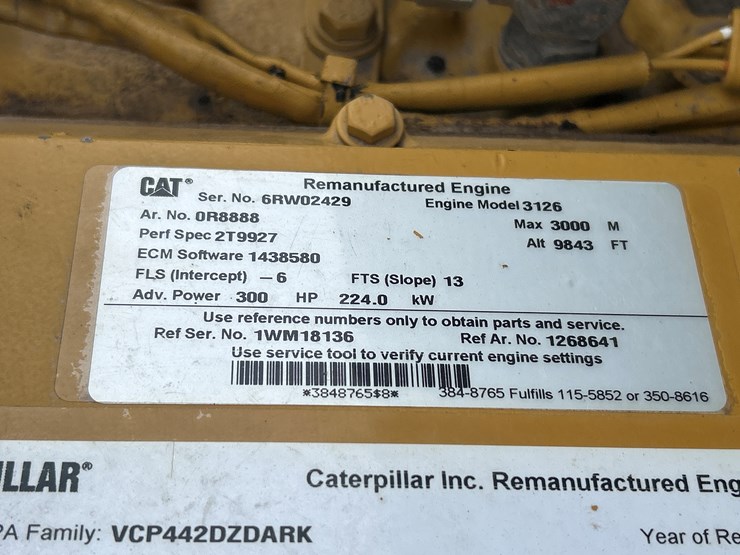 CAT® Remanufactured Engine
Ser. No. 6RW02429 Engine Model 3126
Ar. No. 0R8888 Max 3000 M
Perf Spec 2T9927 Alt 9843 FT
ECM Software 1438580
FLS (Intercept) -6 FTS (Slope) 13
Adv. Power 300 HP 224.0 kW
Use reference numbers only to obtain parts and service.
Ref Ser. No. 1WM18136 Ref Ar. No. 1268641
Use service tool to verify current engine settings
*3848765$8* 384-8765 Fulfills 115-5852 or 350-8616
ILLAR® Caterpillar Inc. Remanufactured Eng
PA Family: VCP442DZDARK Year of Re